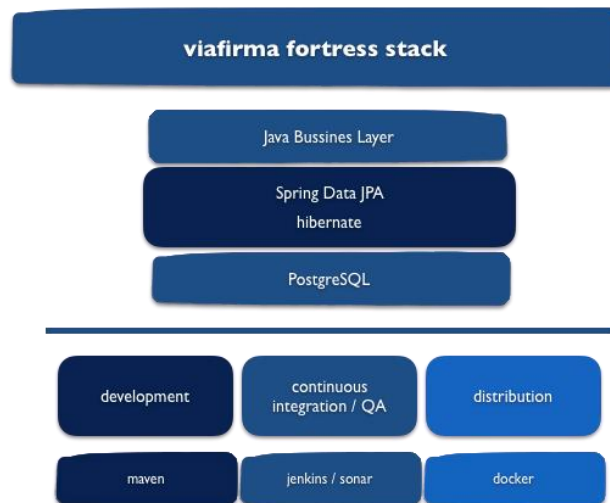 viafirma fortress stack
Java Bussines Layer
Spring Data JPA
hibernate
PostgreSQL
development
continuous
integration / QA
distribution
maven
jenkins / sonar
docker